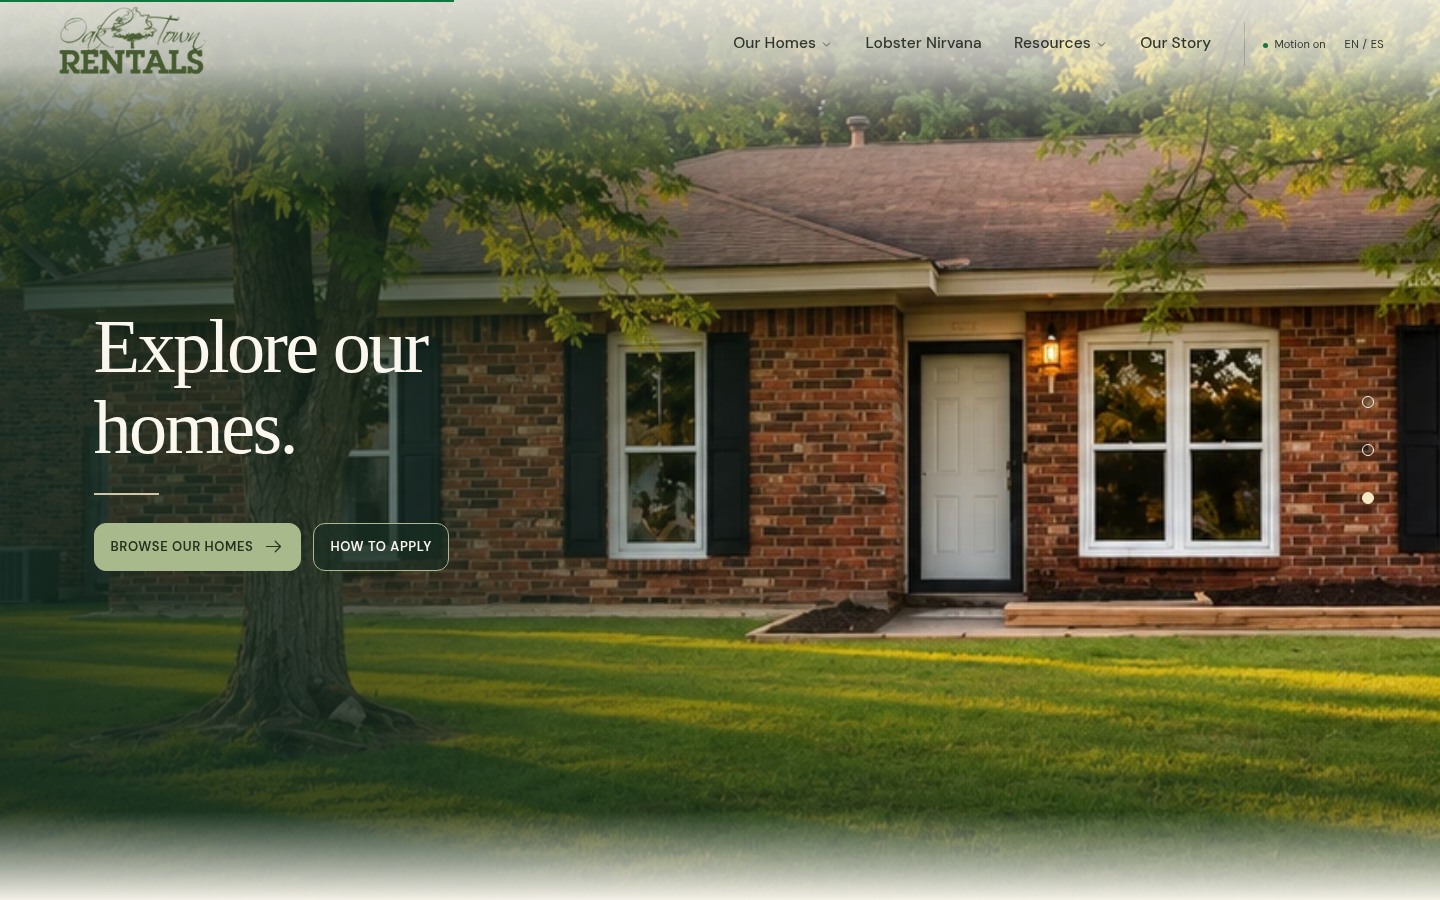 Oak Town
RENTALS
Our Homes
Lobster Nirvana
Resources
Our Story
Motion on
EN / ES
Explore our
homes.
BROWSE OUR HOMES
HOW TO APPLY